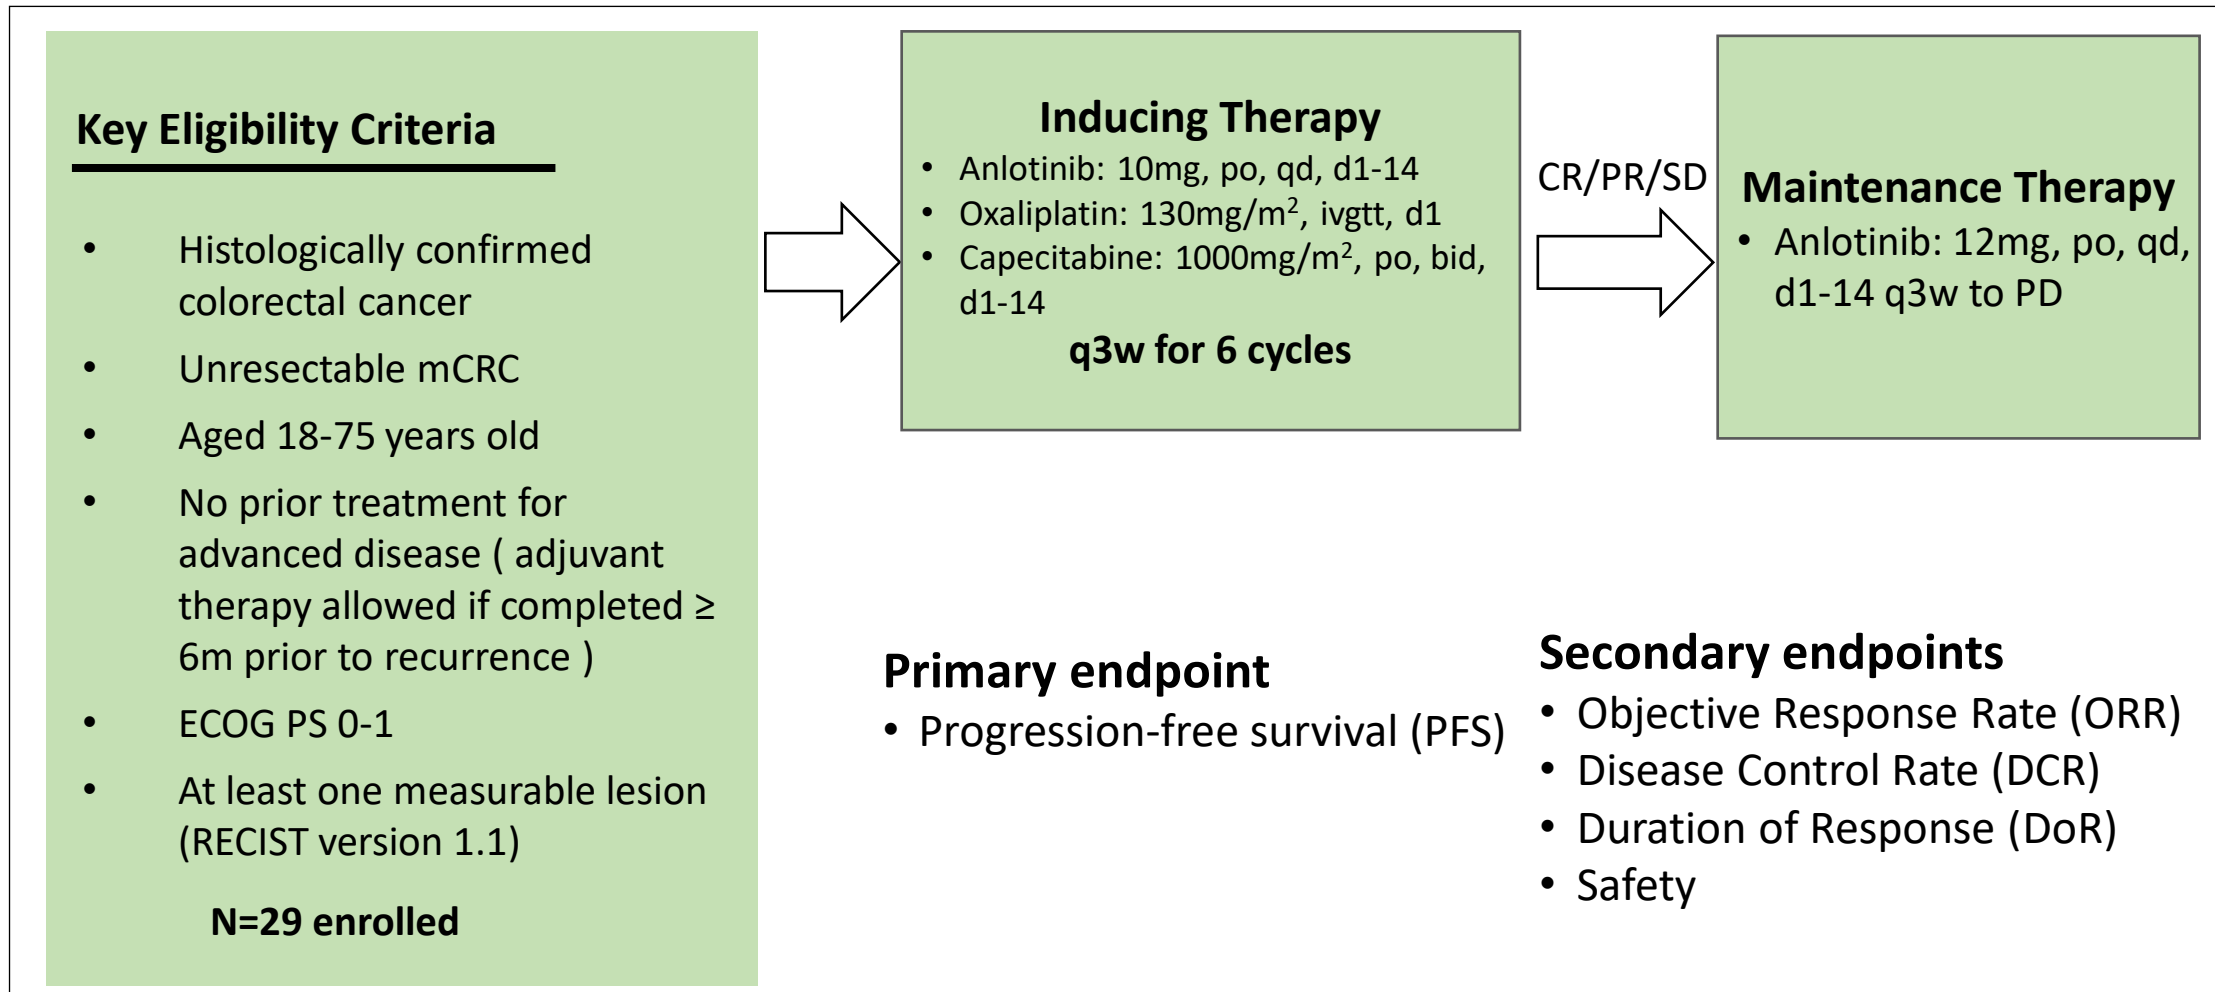 Key Eligibility Criteria
• Histologically confirmed
colorectal cancer
• Unresectable mCRC
• Aged 18-75 years old
• No prior treatment for
advanced disease ( adjuvant
therapy allowed if completed ≥
6m prior to recurrence )
• ECOG PS 0-1
• At least one measurable lesion
(RECIST version 1.1)
N=29 enrolled
Inducing Therapy
• Anlotinib: 10mg, po, qd, d1-14
• Oxaliplatin: 130mg/m², ivgtt, d1
• Capecitabine: 1000mg/m², po, bid,
d1-14
q3w for 6 cycles
CR/PR/SD
Maintenance Therapy
• Anlotinib: 12mg, po, qd,
d1-14 q3w to PD
Primary endpoint
• Progression-free survival (PFS)
Secondary endpoints
• Objective Response Rate (ORR)
• Disease Control Rate (DCR)
• Duration of Response (DoR)
• Safety